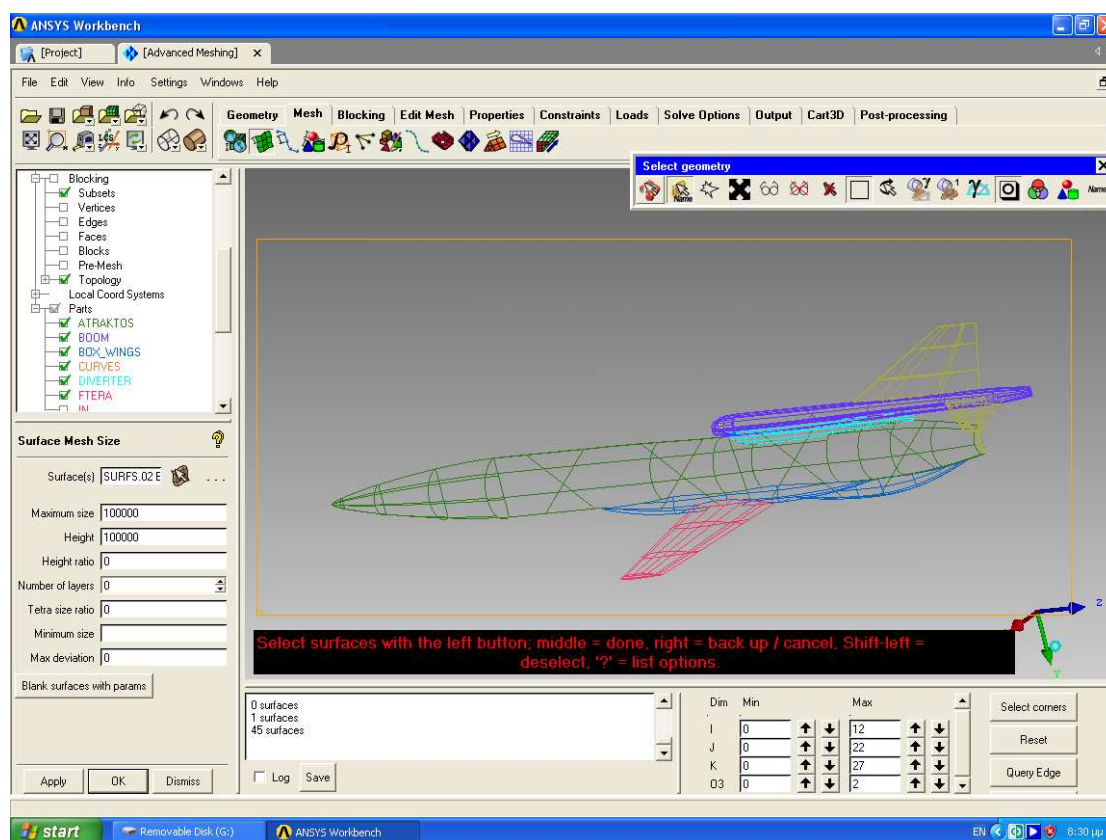 ANSYS Workbench
[Project]
[Advanced Meshing]
File Edit View Info Settings Windows Help
Geometry Mesh Blocking Edit Mesh Properties Constraints Loads Solve Options Output Cart3D Post-processing
Select geometry
Name
Name
Blocking
Subsets
Vertices
Edges
Faces
Blocks
Pre-Mesh
Topology
Local Coord Systems
Parts
ATRAKTOS
BOOM
BOX_WINGS
CURVES
DIVERTER
FTERA
IN
Surface Mesh Size
Surface(s) SURFS.02 E ...
Maximum size 100000
Height 100000
Height ratio 0
Number of layers 0
Tetra size ratio 0
Minimum size
Max deviation 0
Blank surfaces with params
Apply OK Dismiss
Z
Y
Select surfaces with the left button; middle = done, right = back up / cancel, Shift-left =
deselect, '?' = list options.
0 surfaces
1 surfaces
45 surfaces
Log Save
Dim Min Max
I 0 12
J 0 22
K 0 27
O3 0 2
Select corners
Reset
Query Edge
start
Removable Disk (G:)
ANSYS Workbench
EN
8:30 μμ